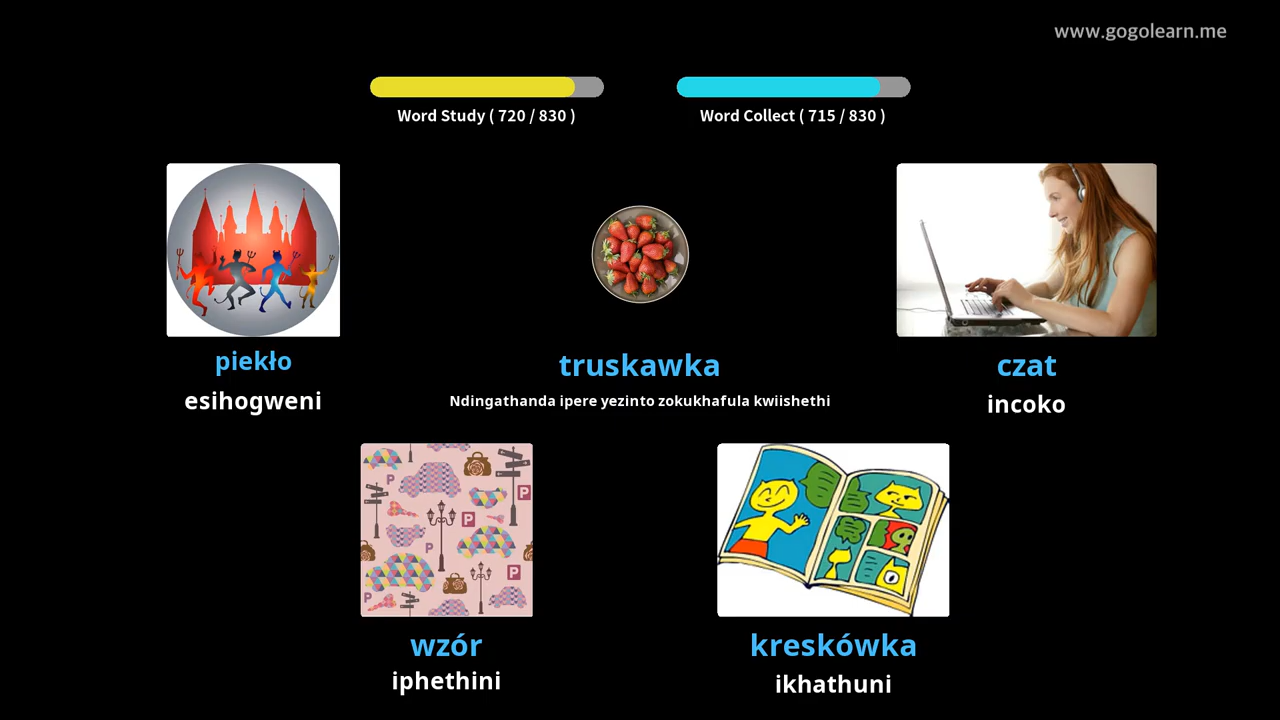 www.gogolearn.me
Word Study ( 720 / 830 )
Word Collect ( 715 / 830 )
piekło
esihogweni
truskawka
Ndingathanda ipere yezinto zokukhafula kwiishethi
czat
incoko
P
P
P
P
P
P
wzór
iphethini
kreskówka
ikhathuni